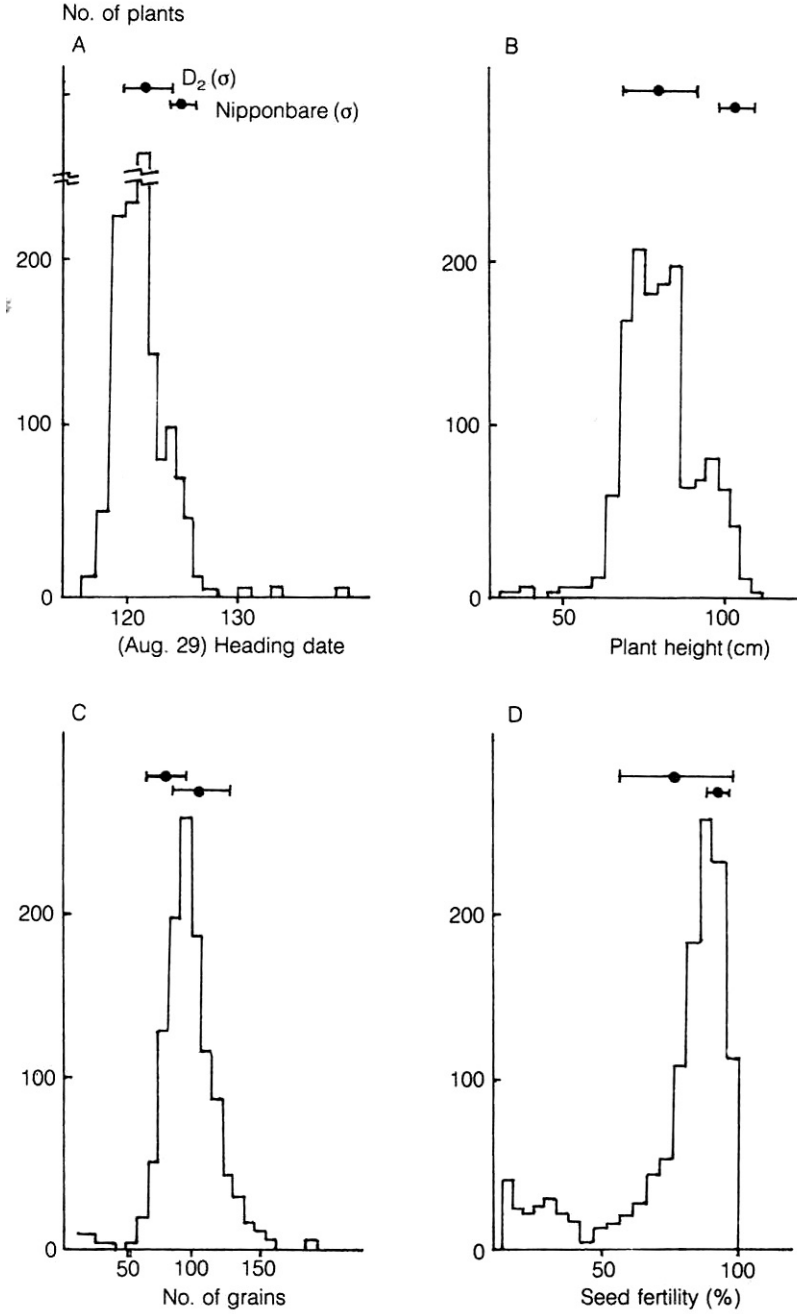 No. of plants
A
D₂ (σ)
Nipponbare (σ)
200
100
0
120
130
(Aug. 29) Heading date
B
200
100
0
50
100
Plant height (cm)
C
200
100
0
50
100
150
No. of grains
D
200
100
0
50
100
Seed fertility (%)